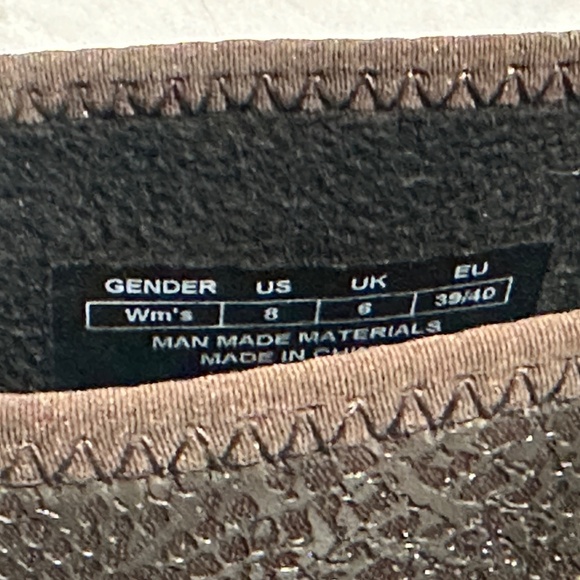 GENDER US UK EU
Wm's 8 6 39/40
MAN MADE MATERIALS
MADE IN